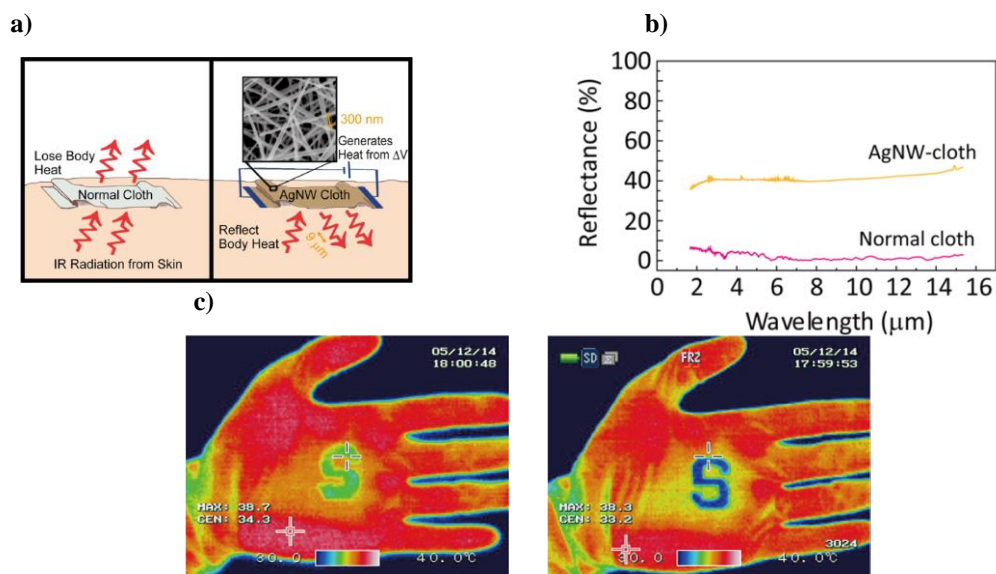 a)
Lose Body
Heat
Normal Cloth
IR Radiation from Skin
300 nm
Generates
Heat from ΔV
AgNW Cloth
Reflect
Body Heat
9 μm
b)
Reflectance (%)
100
80
60
40
20
0
AgNW-cloth
Normal cloth
0 2 4 6 8 10 12 14 16
Wavelength (μm)
c)
05/12/14
18:00:48
S
MAX: 38.7
CEN: 34.3
30.0 40.0℃
SD FRZ 05/12/14
17:59:53
S
MAX: 38.3
CEN: 33.2
3024
30.0 40.0℃